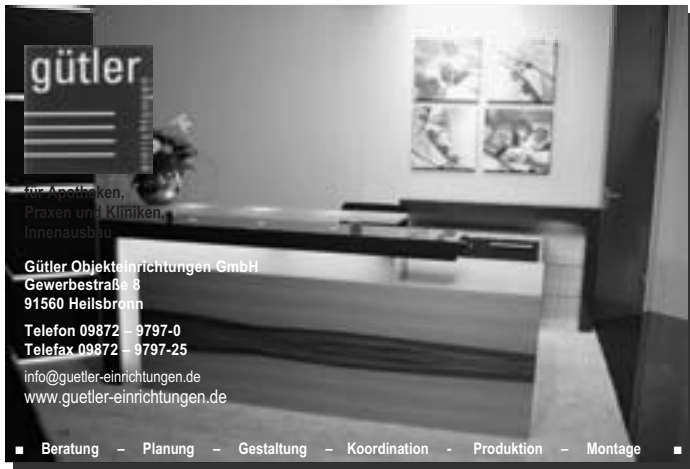 gütler
einrichtungen
für Apotheken,
Praxen und Kliniken,
Innenausbau
Gütler Objekteinrichtungen GmbH
Gewerbestraße 8
91560 Heilsbronn
Telefon 09872 – 9797-0
Telefax 09872 – 9797-25
info@guetler-einrichtungen.de
www.guetler-einrichtungen.de
■ Beratung – Planung – Gestaltung – Koordination - Produktion – Montage ■